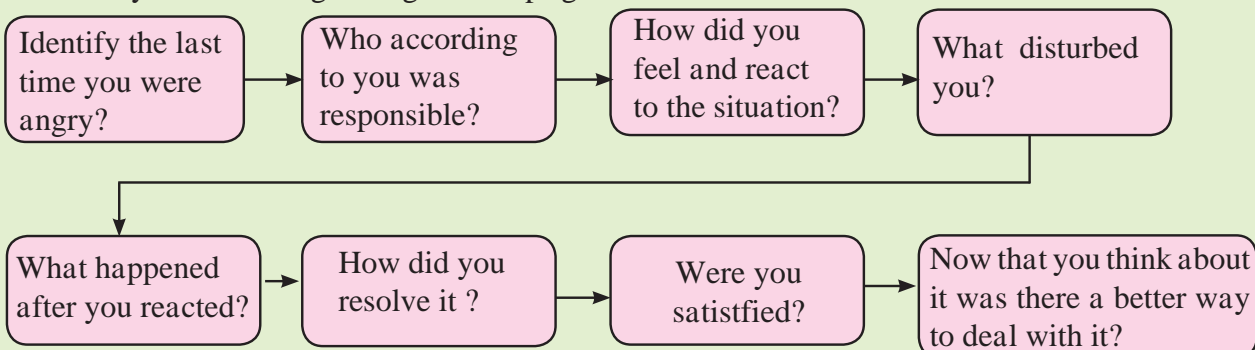 Identify the last
time you were
angry?
Who according
to you was
responsible?
How did you
feel and react
to the situation?
What disturbed
you?
What happened
after you reacted?
How did you
resolve it ?
Were you
satistfied?
Now that you think about
it was there a better way
to deal with it?